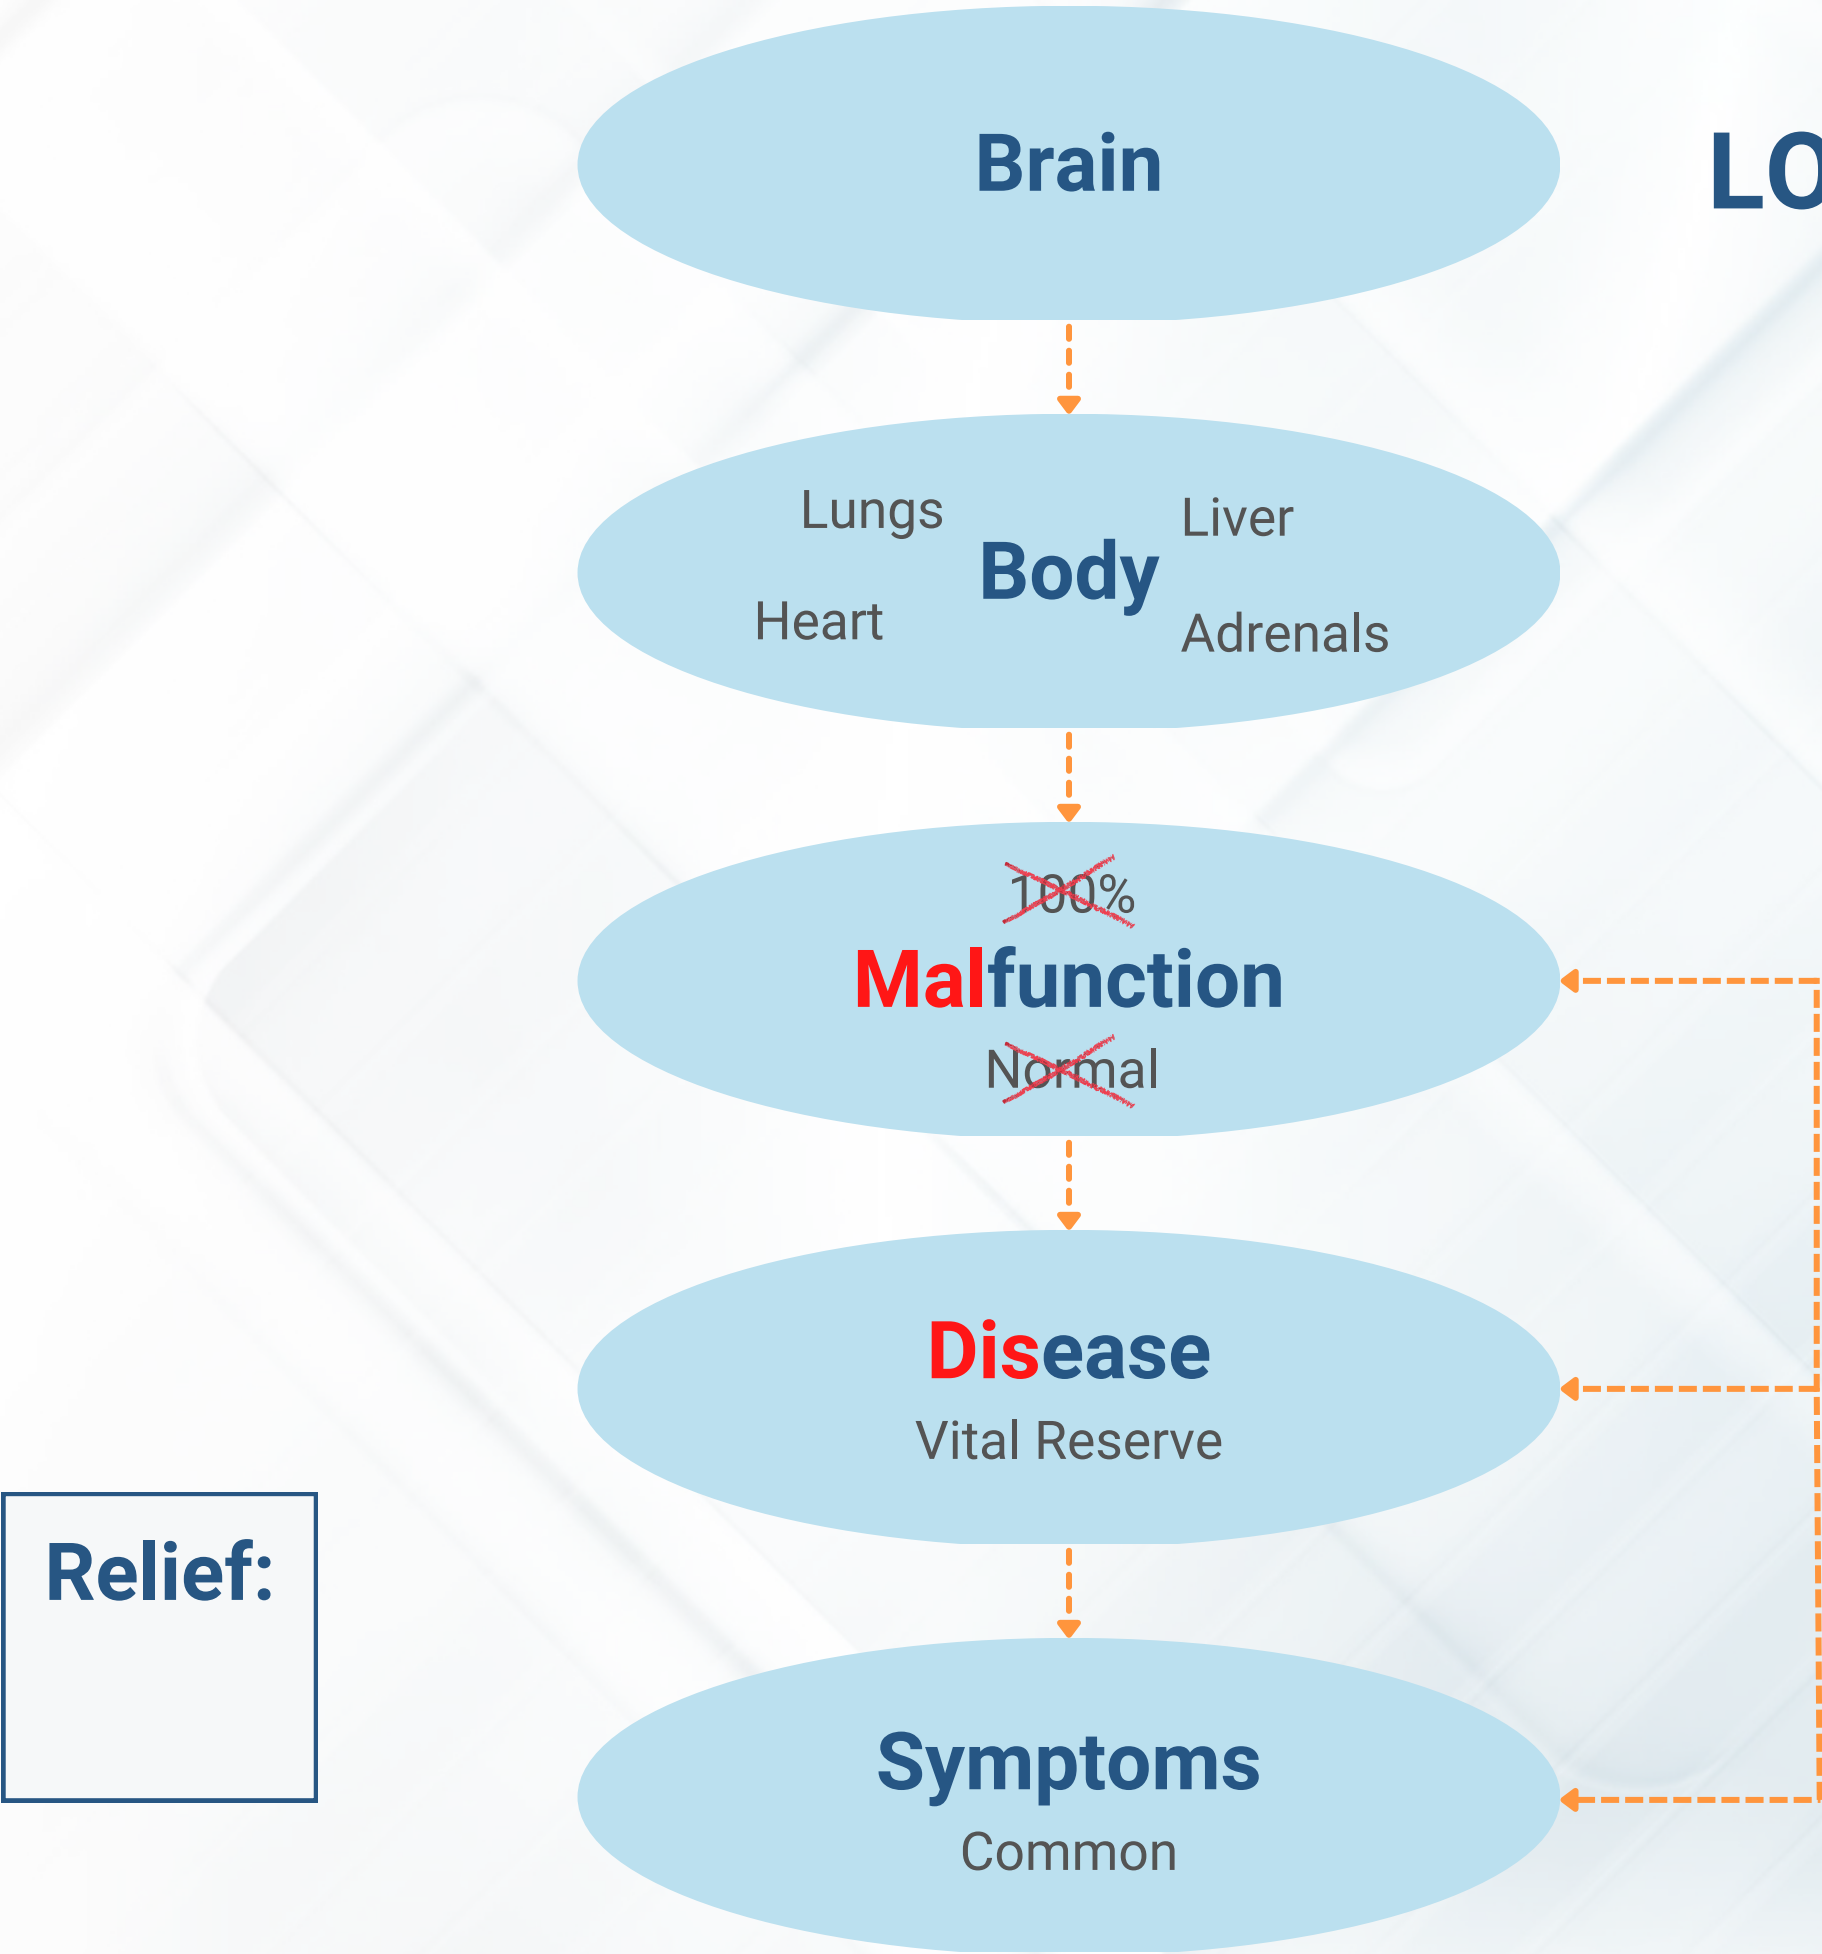 Brain
LO
Lungs
Liver
Body
Heart
Adrenals
100%
Malfunction
Normal
Disease
Vital Reserve
Relief:
Symptoms
Common